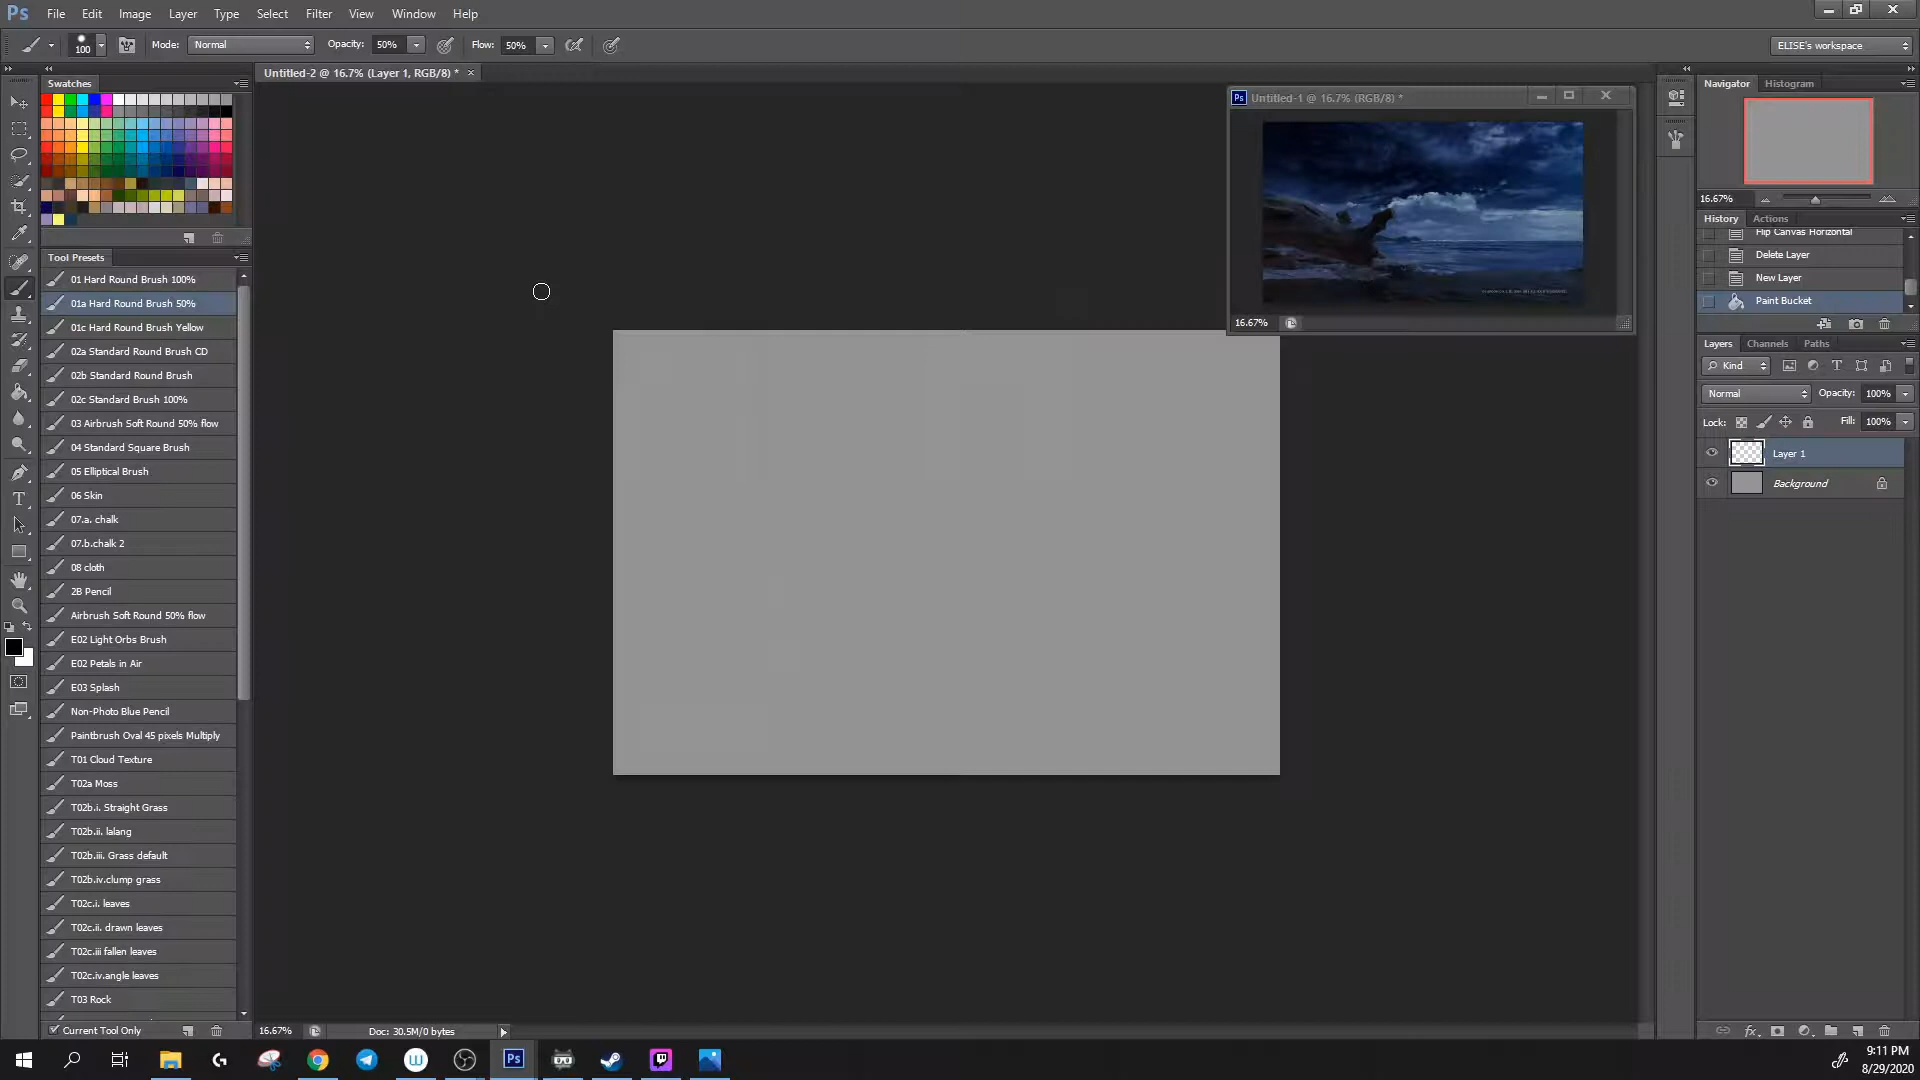 Ps File Edit Image Layer Type Select Filter View Window Help
100 Mode: Normal Opacity: 50% Flow: 50% ELISE's workspace
Untitled-2 @ 16.7% (Layer 1, RGB/8) * ×
Swatches
Tool Presets
01 Hard Round Brush 100%
01a Hard Round Brush 50%
01c Hard Round Brush Yellow
02a Standard Round Brush CD
02b Standard Round Brush
02c Standard Brush 100%
03 Airbrush Soft Round 50% flow
04 Standard Square Brush
05 Elliptical Brush
06 Skin
07.a. chalk
07.b.chalk 2
08 cloth
2B Pencil
Airbrush Soft Round 50% flow
E02 Light Orbs Brush
E02 Petals in Air
E03 Splash
Non-Photo Blue Pencil
Paintbrush Oval 45 pixels Multiply
T01 Cloud Texture
T02a Moss
T02b.i. Straight Grass
T02b.ii. lalang
T02b.iii. Grass default
T02b.iv.clump grass
T02c.i. leaves
T02c.ii. drawn leaves
T02c.iii fallen leaves
T02c.iv.angle leaves
T03 Rock
Current Tool Only
Ps Untitled-1 @ 16.7% (RGB/8) *
16.67%
16.67% Doc: 30.5M/0 bytes
Navigator Histogram
16.67%
History Actions
Flip Canvas Horizontal
Delete Layer
New Layer
Paint Bucket
Layers Channels Paths
Kind
Normal Opacity: 100%
Lock: Fill: 100%
Layer 1
Background
fx
Ps
9:11 PM
8/29/2020